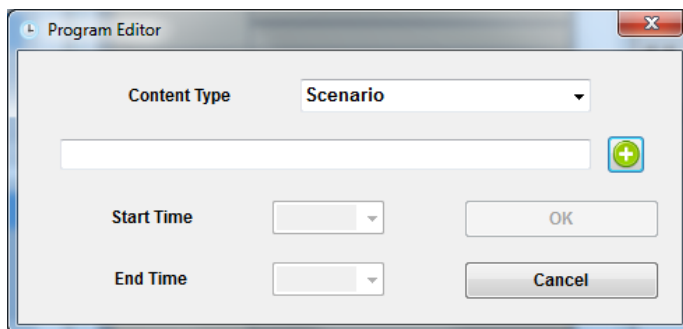 Program Editor
Content Type Scenario
Start Time OK
End Time Cancel